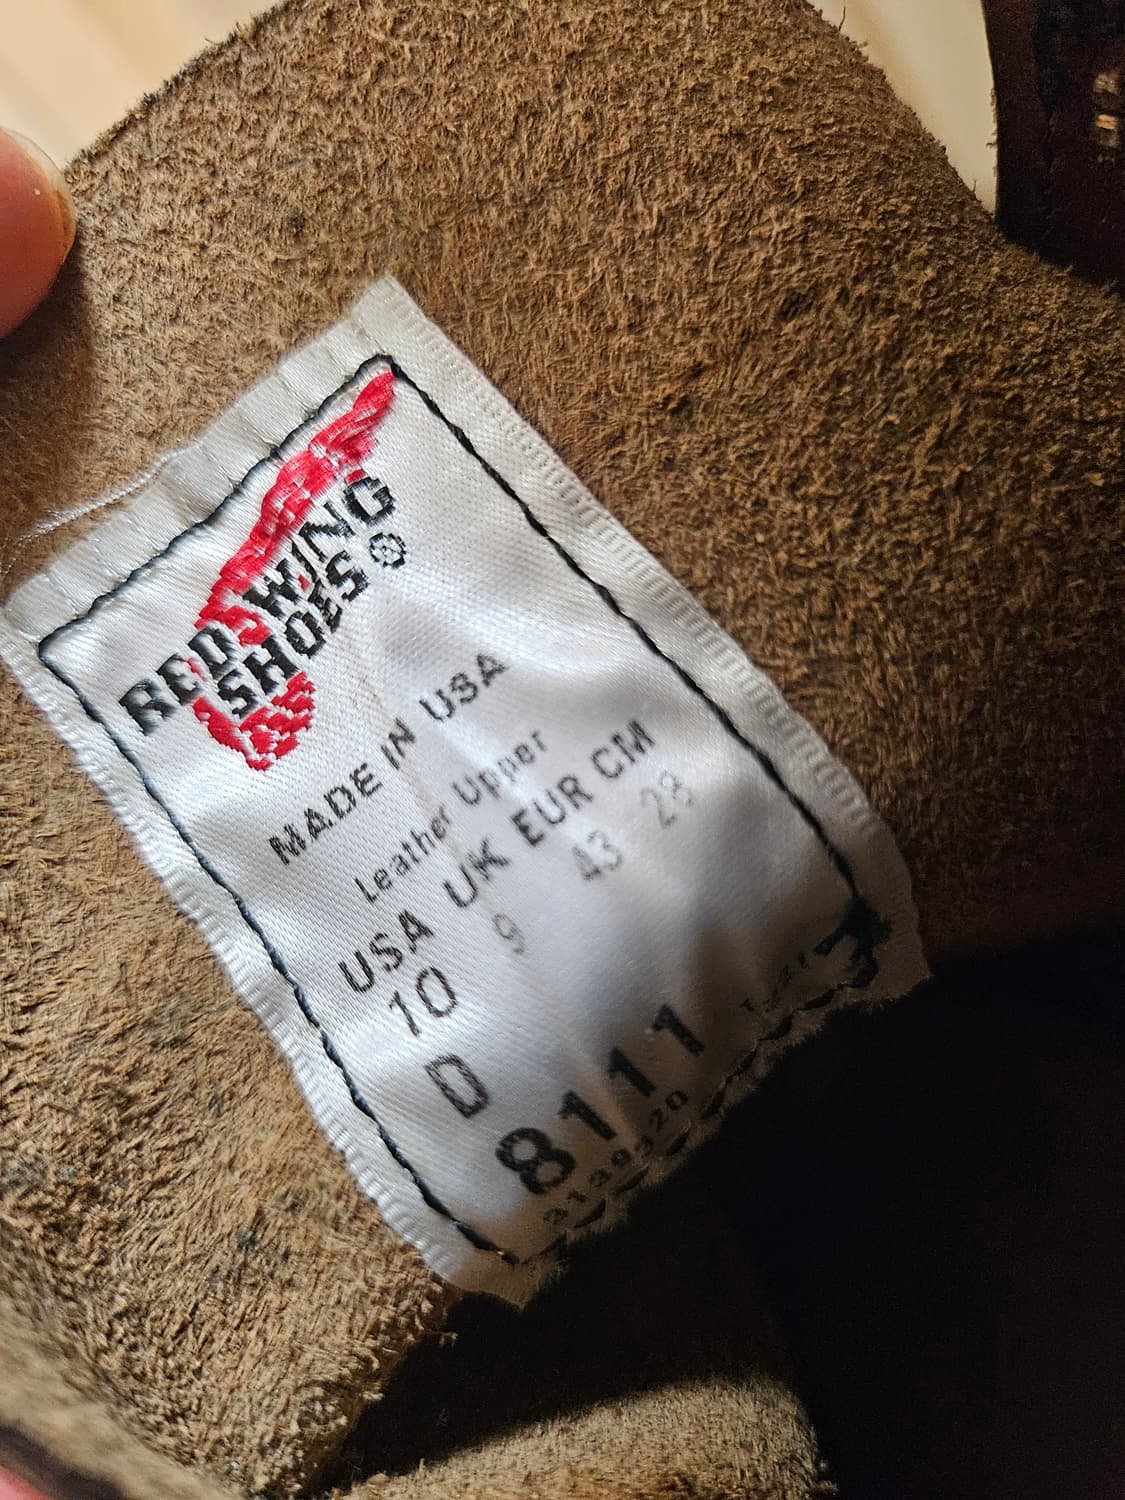 RED WING
SHOES®
MADE IN USA
Leather Upper
USA UK EUR CM
10 9 43 28
D
8111